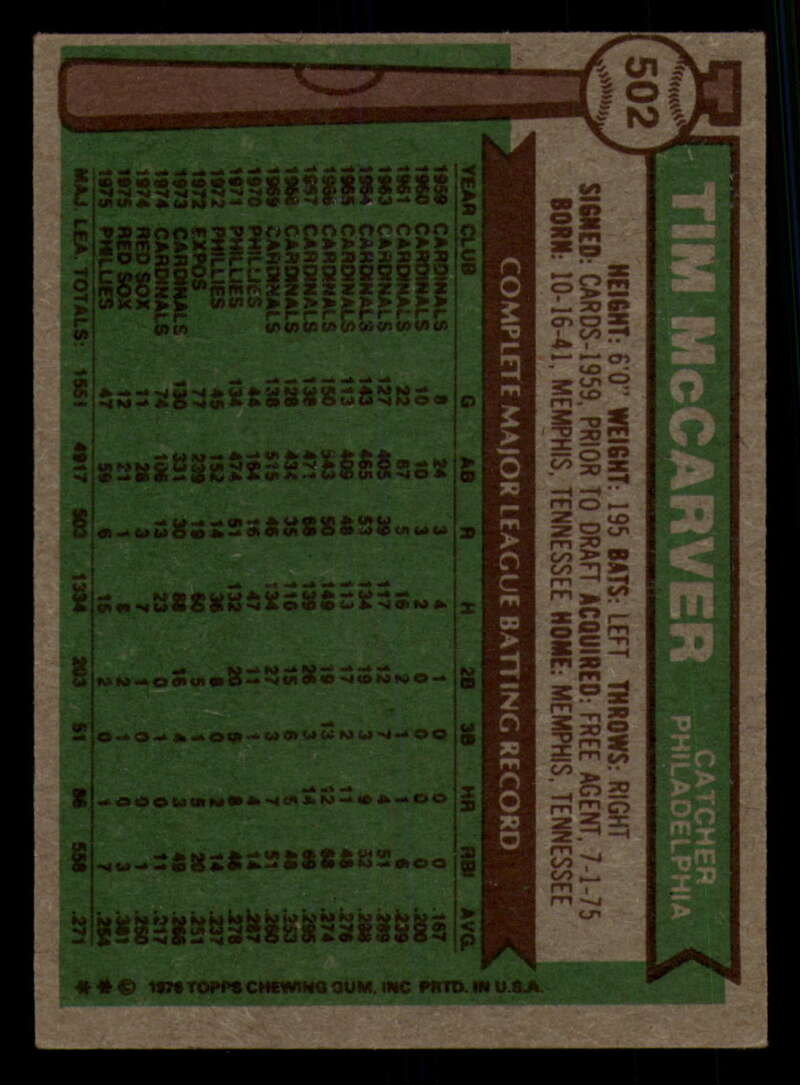 502
TIM McCARVER
CATCHER
PHILADELPHIA
HEIGHT: 6'0" WEIGHT: 195 BATS: LEFT THROWS: RIGHT
SIGNED: CARDS-1959, PRIOR TO DRAFT ACQUIRED: FREE AGENT, 7-1-75
BORN: 10-16-41, MEMPHIS, TENNESSEE HOME: MEMPHIS, TENNESSEE
COMPLETE MAJOR LEAGUE BATTING RECORD
YEAR CLUB G AB R H 2B 3B HR RBI AVG.
1959 CARDINALS 8 24 3 4 1 0 0 0 .167
1960 CARDINALS 10 10 3 2 0 0 0 0 .200
1961 CARDINALS 22 67 5 16 2 1 1 6 .239
1963 CARDINALS 127 405 39 117 12 7 4 51 .289
1964 CARDINALS 143 465 53 134 19 3 9 52 .288
1965 CARDINALS 113 409 48 113 17 2 11 48 .276
1966 CARDINALS 150 543 50 149 19 13 12 68 .274
1967 CARDINALS 138 471 68 139 26 3 14 69 .295
1968 CARDINALS 128 434 35 110 15 6 5 48 .253
1969 CARDINALS 138 515 46 134 27 3 7 51 .260
1970 PHILLIES 44 164 16 47 11 1 4 14 .287
1971 PHILLIES 134 474 51 132 20 5 8 46 .278
1972 PHILLIES 45 152 14 36 8 0 2 14 .237
1972 EXPOS 77 239 19 60 5 1 5 20 .251
1973 CARDINALS 130 331 30 88 16 4 3 49 .266
1974 CARDINALS 74 106 13 23 0 1 0 11 .217
1974 RED SOX 11 28 3 7 1 0 0 1 .250
1975 RED SOX 12 21 1 8 2 1 0 3 .381
1975 PHILLIES 47 59 6 15 2 0 1 7 .254
MAJ. LEA. TOTALS: 1551 4917 503 1334 203 51 86 558 .271
* * © 1976 TOPPS CHEWING GUM, INC PRTD. IN U.S.A.